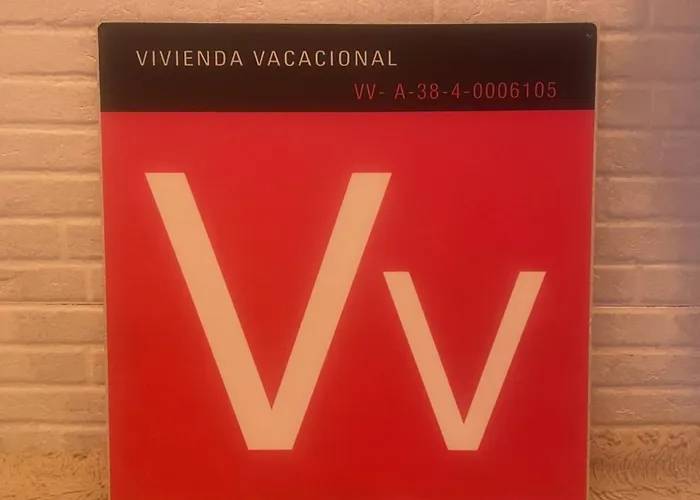 VIVIENDA VACACIONAL
VV- A-38-4-0006105
Vv